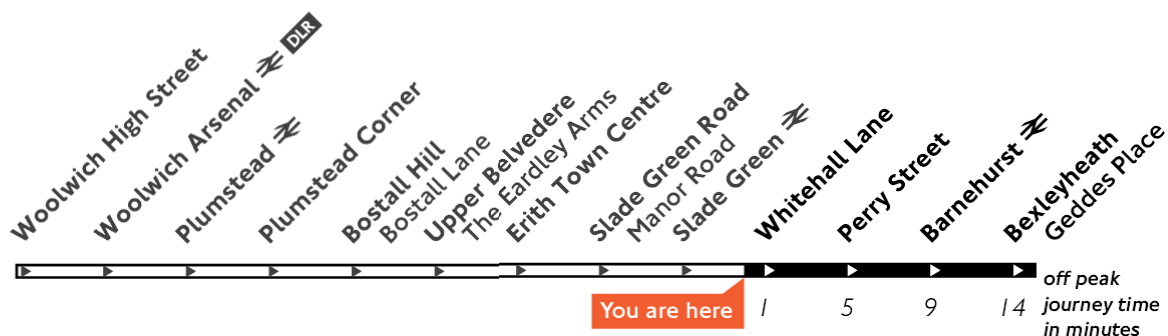 Woolwich High Street
Woolwich Arsenal DLR
Plumstead
Plumstead Corner
Bostall Hill
Bostall Lane
Upper Belvedere
The Eardley Arms
Erith Town Centre
Slade Green Road
Manor Road
Slade Green
Whitehall Lane
Perry Street
Barnehurst
Bexleyheath
Geddes Place
You are here
1
5
9
14
off peak
journey time
in minutes